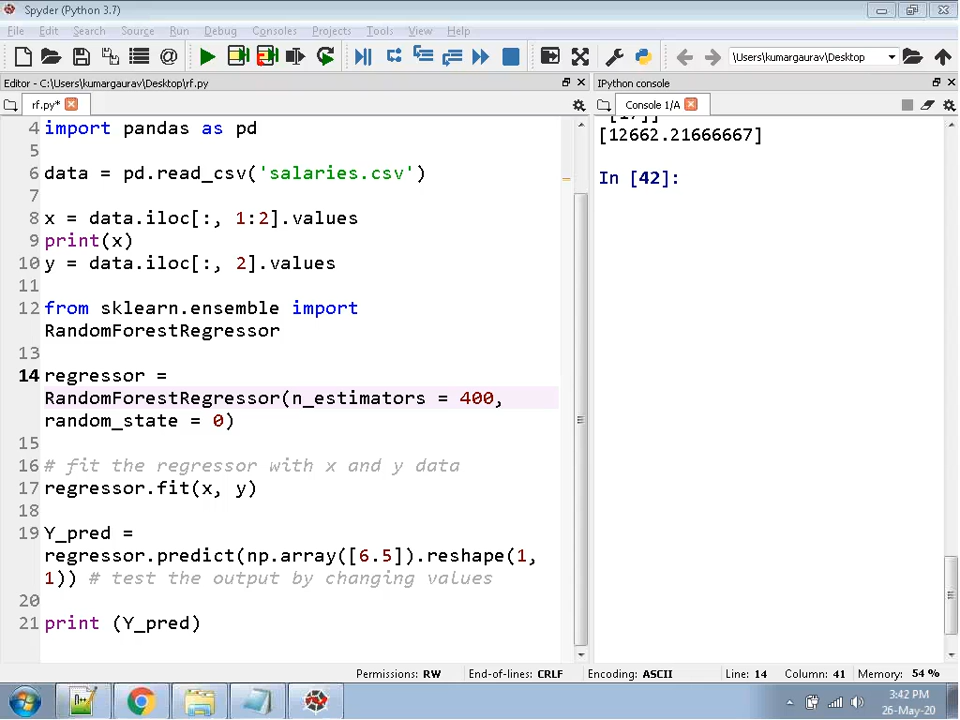 Spyder (Python 3.7)
File Edit Search Source Run Debug Consoles Projects Tools View Help
\Users\kumargaurav\Desktop
Editor - C:\Users\kumargaurav\Desktop\rf.py
IPython console
rf.py*
Console 1/A
4 import pandas as pd
5
6 data = pd.read_csv('salaries.csv')
7
8 x = data.iloc[:, 1:2].values
9 print(x)
10 y = data.iloc[:, 2].values
11
12 from sklearn.ensemble import
RandomForestRegressor
13
14 regressor =
RandomForestRegressor(n_estimators = 400,
random_state = 0)
15
16 # fit the regressor with x and y data
17 regressor.fit(x, y)
18
19 Y_pred =
regressor.predict(np.array([6.5]).reshape(1,
1)) # test the output by changing values
20
21 print (Y_pred)
[12662.21666667]
In [42]:
Permissions: RW End-of-lines: CRLF Encoding: ASCII Line: 14 Column: 41 Memory: 54 %
3:42 PM
26-May-20